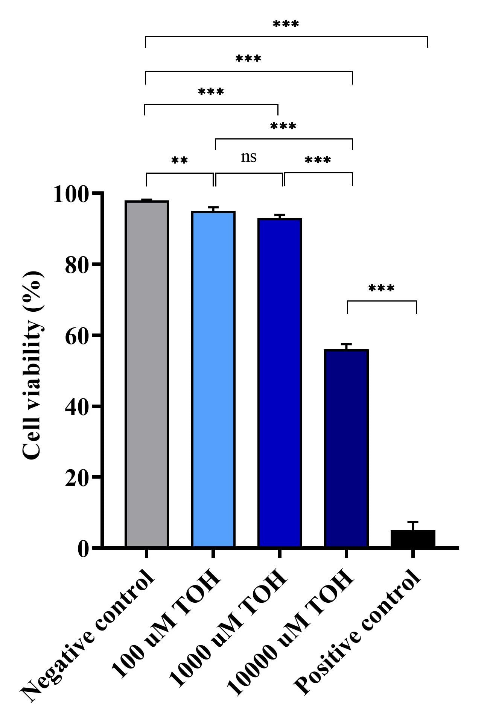 ***
***
***
***
** ns ***
***
Cell viability (%)
100
80
60
40
20
0
Negative control
100 uM TOH
1000 uM TOH
10000 uM TOH
Positive control